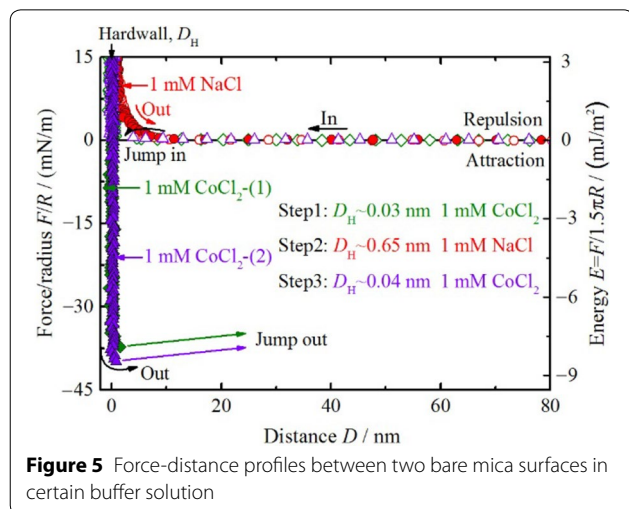 Hardwall, D_H
15
0
−15
−30
−45
Force/radius F/R / (mN/m)
3
0
−3
−6
−9
Energy E=F/1.5πR / (mJ/m²)
1 mM NaCl
Out
In
Repulsion
Jump in
Attraction
1 mM CoCl₂-(1)
Step1: D_H~0.03 nm 1 mM CoCl₂
1 mM CoCl₂-(2)
Step2: D_H~0.65 nm 1 mM NaCl
Step3: D_H~0.04 nm 1 mM CoCl₂
Jump out
Out
0 10 20 30 40 50 60 70 80
Distance D / nm
Figure 5 Force-distance profiles between two bare mica surfaces in
certain buffer solution